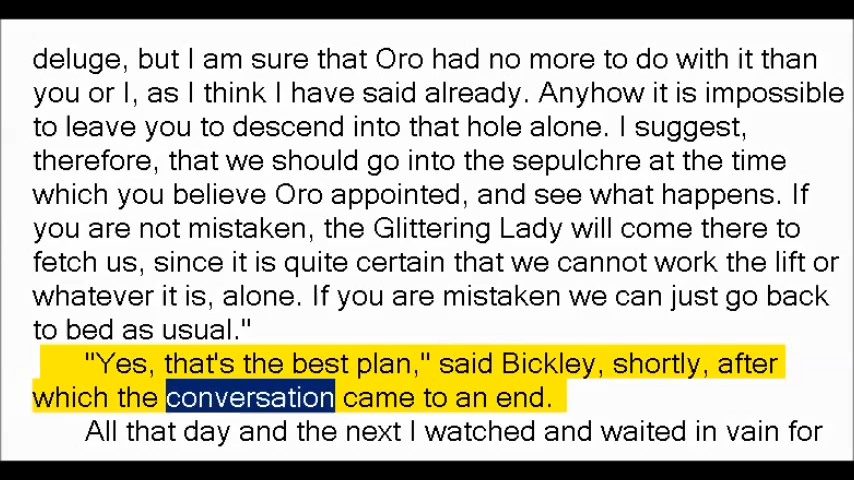 deluge, but I am sure that Oro had no more to do with it than
you or I, as I think I have said already. Anyhow it is impossible
to leave you to descend into that hole alone. I suggest,
therefore, that we should go into the sepulchre at the time
which you believe Oro appointed, and see what happens. If
you are not mistaken, the Glittering Lady will come there to
fetch us, since it is quite certain that we cannot work the lift or
whatever it is, alone. If you are mistaken we can just go back
to bed as usual."
"Yes, that's the best plan," said Bickley, shortly, after
which the conversation came to an end.
All that day and the next I watched and waited in vain for